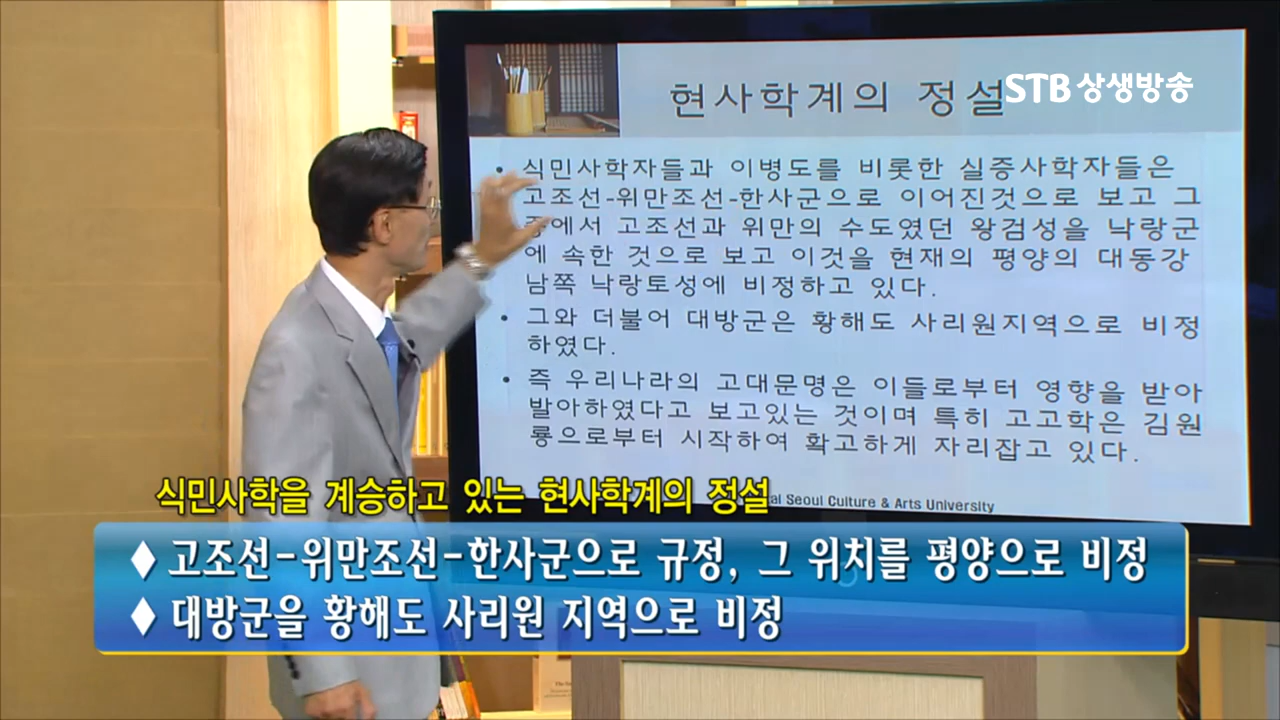 현사학계의 정설
STB 상생방송
• 식민사학자들과 이병도를 비롯한 실증사학자들은
고조선-위만조선-한사군으로 이어진것으로 보고 그
중에서 고조선과 위만의 수도였던 왕검성을 낙랑군
에 속한 것으로 보고 이것을 현재의 평양의 대동강
남쪽 낙랑토성에 비정하고 있다.
• 그와 더불어 대방군은 황해도 사리원지역으로 비정
하였다.
• 즉 우리나라의 고대문명은 이들로부터 영향을 받아
발아하였다고 보고있는 것이며 특히 고고학은 김원
룡으로부터 시작하여 확고하게 자리잡고 있다.
Seoul Culture & Arts University
식민사학을 계승하고 있는 현사학계의 정설
◆ 고조선-위만조선-한사군으로 규정, 그 위치를 평양으로 비정
◆ 대방군을 황해도 사리원 지역으로 비정